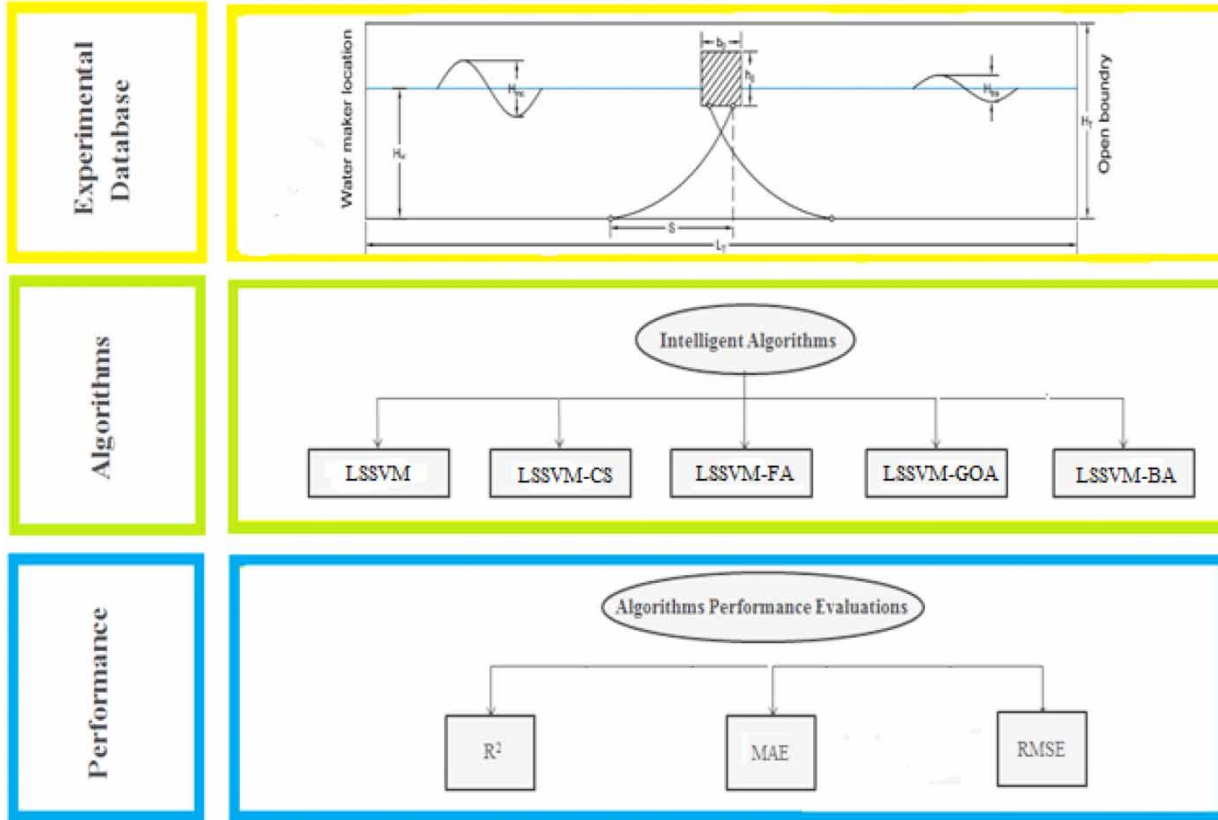 Experimental
Database
Water maker location
b
h
H
H
H
H
S
L
Open boundry
Algorithms
Intelligent Algorithms
LSSVM
LSSVM-CS
LSSVM-FA
LSSVM-GOA
LSSVM-BA
Performance
Algorithms Performance Evaluations
R²
MAE
RMSE